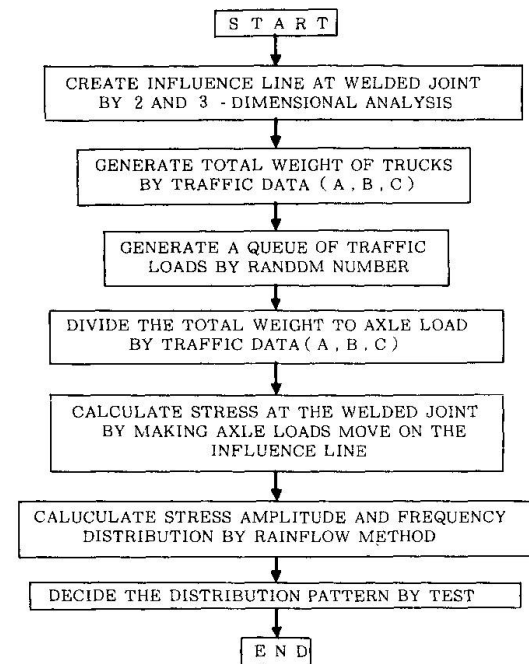 S T A R T
CREATE INFLUENCE LINE AT WELDED JOINT
BY 2 AND 3 - DIMENSIONAL ANALYSIS
GENERATE TOTAL WEIGHT OF TRUCKS
BY TRAFFIC DATA ( A , B , C )
GENERATE A QUEUE OF TRAFFIC
LOADS BY RANDDM NUMBER
DIVIDE THE TOTAL WEIGHT TO AXLE LOAD
BY TRAFFIC DATA ( A , B , C )
CALCULATE STRESS AT THE WELDED JOINT
BY MAKING AXLE LOADS MOVE ON THE
INFLUENCE LINE
CALUCULATE STRESS AMPLITUDE AND FREQUENCY
DISTRIBUTION BY RAINFLOW METHOD
DECIDE THE DISTRIBUTION PATTERN BY TEST
E N D